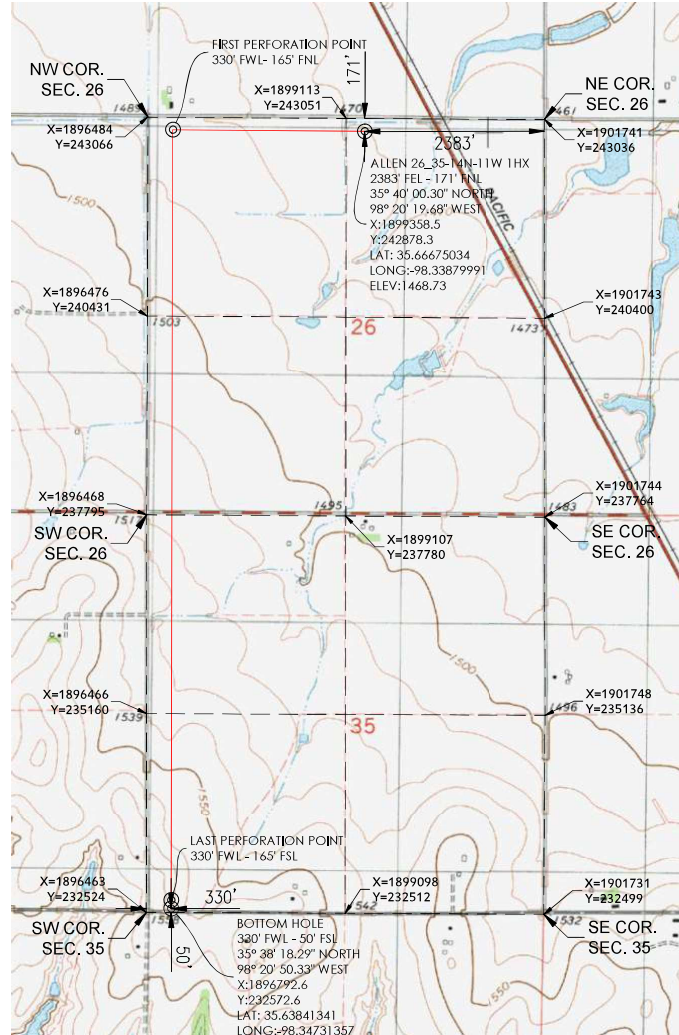 FIRST PERFORATION POINT
330' FWL- 165' FNL
171'
NW COR.
SEC. 26
X=1899113
Y=243051
NE COR.
SEC. 26
1470
X=1896484
Y=243066
461
X=1901741
Y=243036
2383'
ALLEN 26_35-14N-11W 1HX
2383' FEL - 171' FNL
35° 40' 00.30" NORTH
98° 20' 19.68" WEST
X:1899358.5
Y:242878.3
LAT: 35.66675034
LONG:-98.33879991
ELEV:1468.73
PACIFIC
1500
X=1896476
Y=240431
1503
26
X=1901743
Y=240400
1473
X=1896468
Y=237795
1517
SW COR.
SEC. 26
1495
X=1899107
Y=237780
X=1901744
Y=237764
1483
SE COR.
SEC. 26
1500
X=1896466
Y=235160
1539
35
X=1901748
Y=235136
1496
1550
LAST PERFORATION POINT
330' FWL - 165' FSL
X=1896463
Y=232524
330'
X=1899098
Y=232512
1542
X=1901731
Y=232499
1532
SW COR.
SEC. 35
50'
SE COR.
SEC. 35
BOTTOM HOLE
330' FWL - 50' FSL
35° 38' 18.29" NORTH
98° 20' 50.33" WEST
X:1896792.6
Y:232572.6
LAT: 35.63841341
LONG:-98.34731357
1550